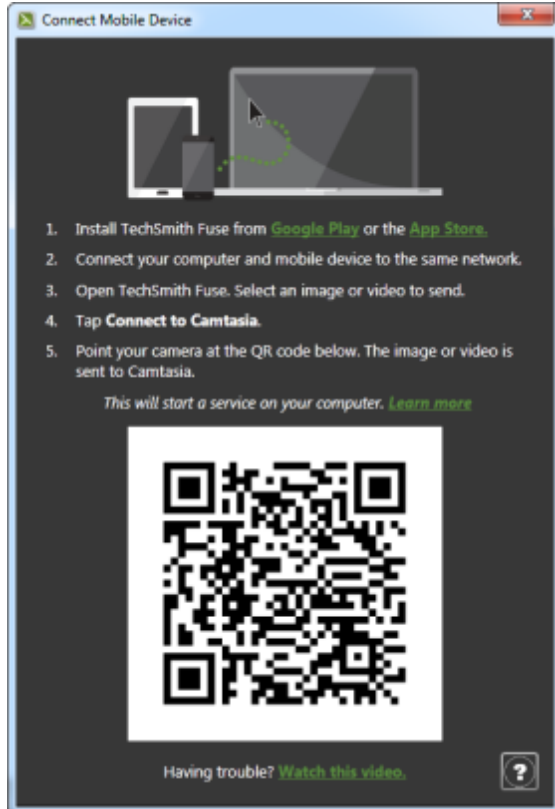 Connect Mobile Device
1. Install TechSmith Fuse from Google Play or the App Store.
2. Connect your computer and mobile device to the same network.
3. Open TechSmith Fuse. Select an image or video to send.
4. Tap Connect to Camtasia.
5. Point your camera at the QR code below. The image or video is
sent to Camtasia.
This will start a service on your computer. Learn more
Having trouble? Watch this video.
?